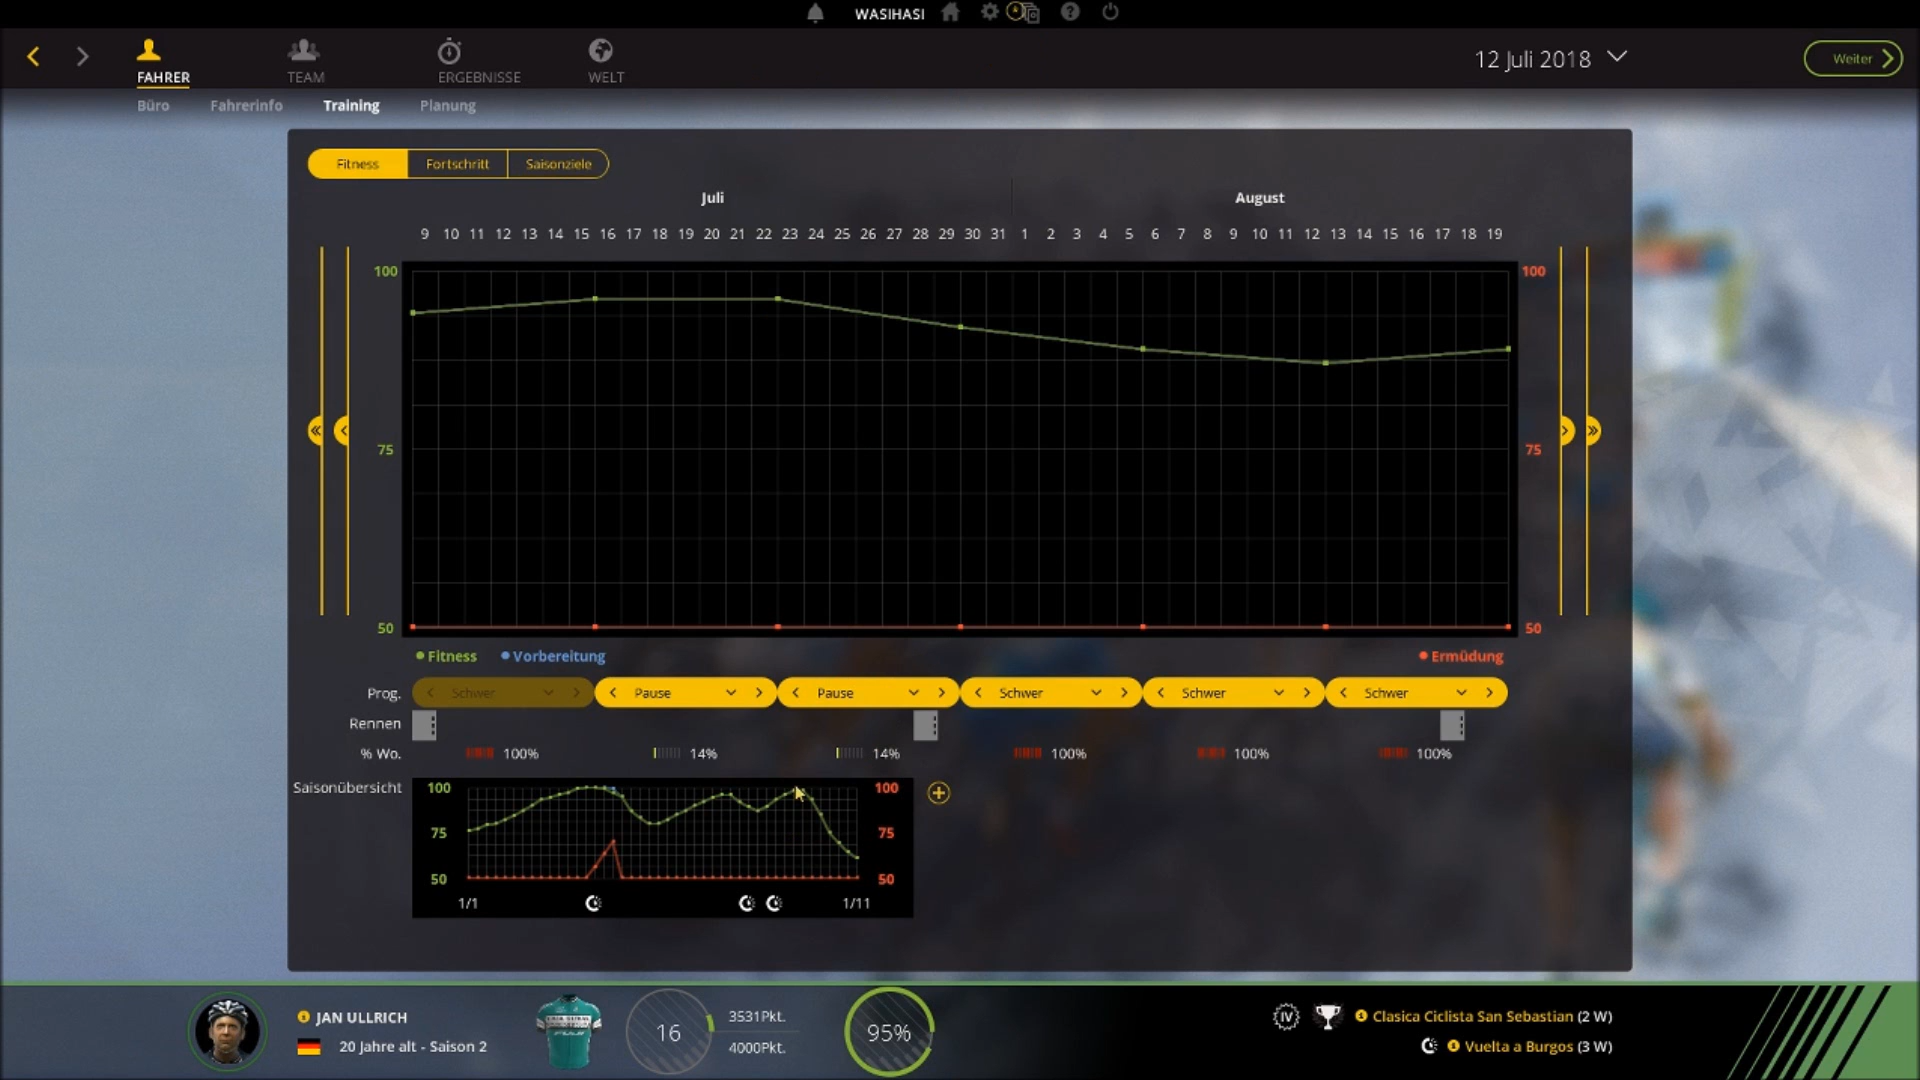 WASIHASI
FAHRER
TEAM
ERGEBNISSE
WELT
12 Juli 2018
Weiter
Büro
Fahrerinfo
Training
Planung
Fitness
Fortschritt
Saisonziele
Juli
August
9 10 11 12 13 14 15 16 17 18 19 20 21 22 23 24 25 26 27 28 29 30 31 1 2 3 4 5 6 7 8 9 10 11 12 13 14 15 16 17 18 19
100
100
75
75
50
50
Fitness
Vorbereitung
Ermüdung
Prog.
Schwer
Pause
Pause
Schwer
Schwer
Schwer
Rennen
% Wo.
100%
14%
14%
100%
100%
100%
Saisonübersicht
100
100
75
75
50
50
1/1
1/11
JAN ULLRICH
20 Jahre alt - Saison 2
16
3531Pkt.
4000Pkt.
95%
IV
Clasica Ciclista San Sebastian (2 W)
Vuelta a Burgos (3 W)